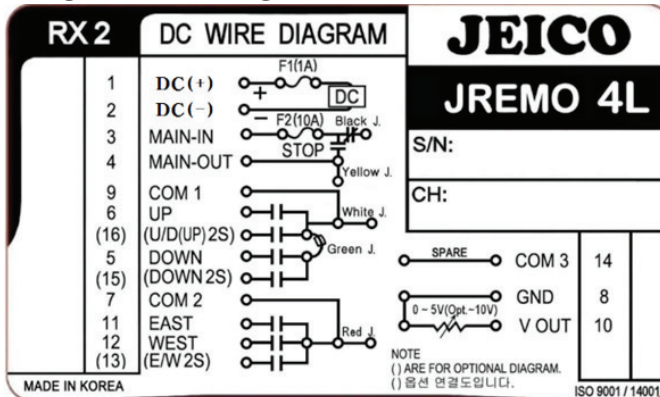 RX 2 DC WIRE DIAGRAM JEICO
JREMO 4L
S/N:
CH:
F1(1A)
1 DC(+)
+ DC
2 DC(-)
- F2(10A) Black J.
3 MAIN-IN
STOP
4 MAIN-OUT
Yellow J.
9 COM 1
6 UP White J.
(16) (U/D(UP)2S)
Green J.
5 DOWN
(15) (DOWN2S)
7 COM 2
11 EAST
12 WEST Red J.
(13) (E/W2S)
SPARE COM 3 14
GND 8
0 ~ 5V(Opt.~10V)
V OUT 10
NOTE
( ) ARE FOR OPTIONAL DIAGRAM.
( ) 옵션 연결도입니다.
MADE IN KOREA
ISO 9001 / 14001